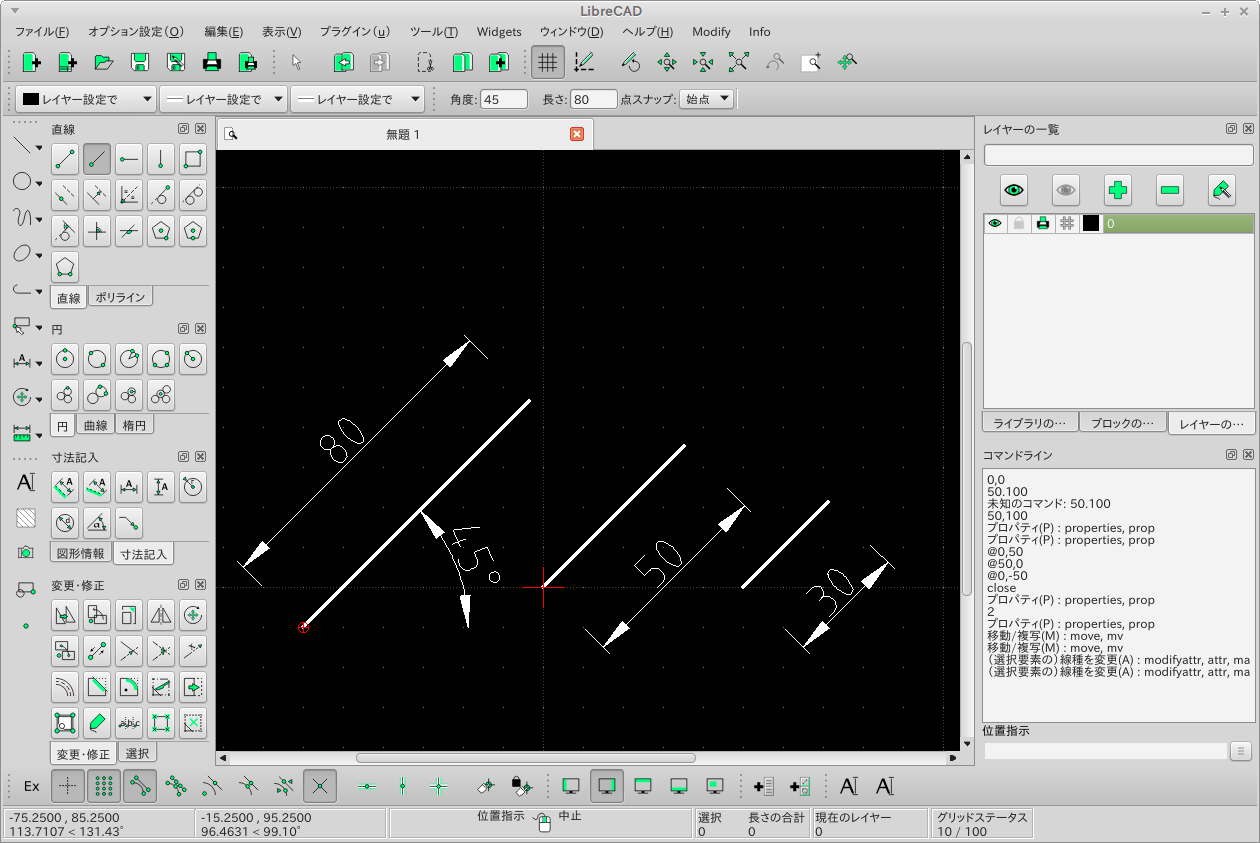 LibreCAD
ファイル(F) オプション設定(O) 編集(E) 表示(V) プラグイン(u) ツール(T) Widgets ウィンドウ(D) ヘルプ(H) Modify Info
レイヤー設定で レイヤー設定で レイヤー設定で 角度: 45 長さ: 80 点スナップ: 始点
直線
直線 ポリライン
円
円 曲線 楕円
寸法記入
図形情報 寸法記入
変更・修正
変更・修正 選択
無題 1
80
45°
50
30
レイヤーの一覧
0
ライブラリの… ブロックの… レイヤーの…
コマンドライン
0,0
50.100
未知のコマンド: 50.100
50,100
プロパティ(P) : properties, prop
プロパティ(P) : properties, prop
@0,50
@50,0
@0,-50
close
プロパティ(P) : properties, prop
2
プロパティ(P) : properties, prop
移動/複写(M) : move, mv
移動/複写(M) : move, mv
(選択要素の)線種を変更(A) : modifyattr, attr, ma
(選択要素の)線種を変更(A) : modifyattr, attr, ma
位置指示
Ex
-75.2500 , 85.2500
113.7107 < 131.43°
-15.2500 , 95.2500
96.4631 < 99.10°
位置指示 中止
選択
0
長さの合計
0
現在のレイヤー
0
グリッドステータス
10 / 100